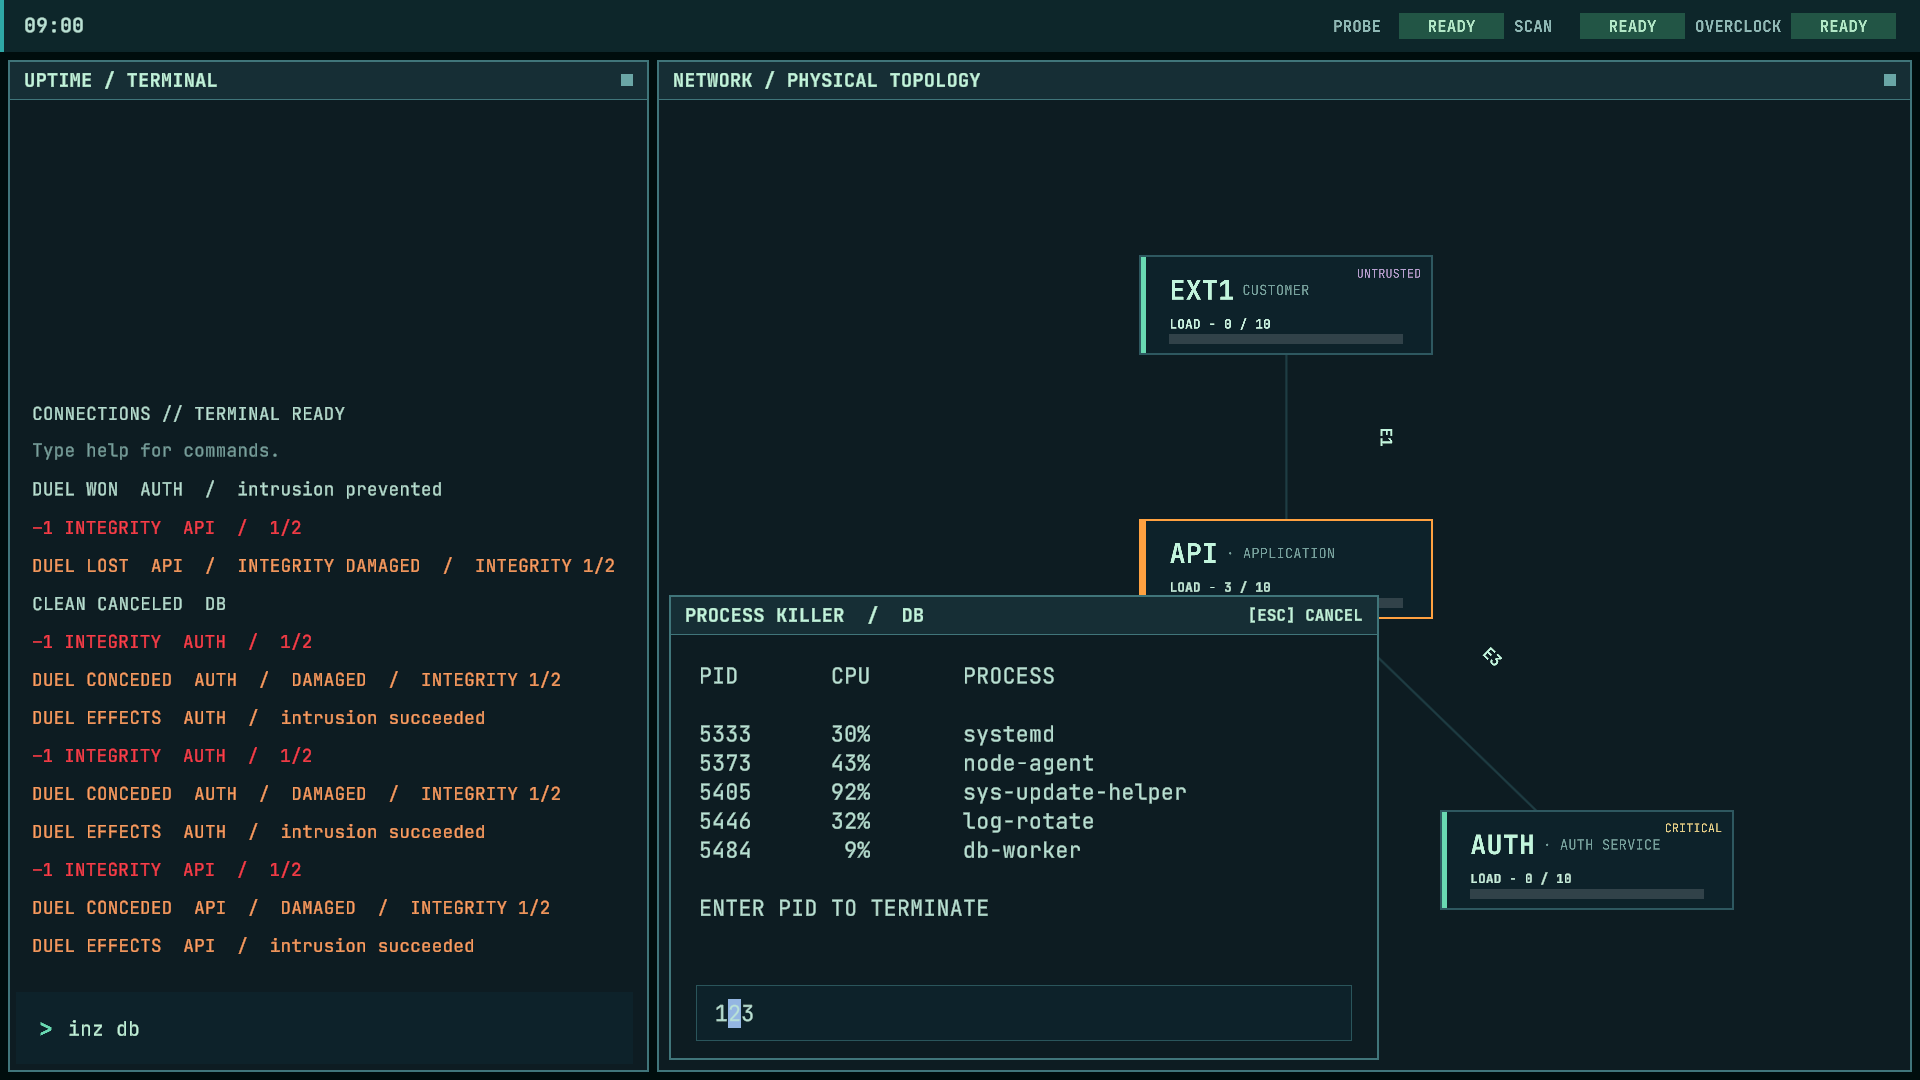 09:00
PROBE READY SCAN READY OVERCLOCK READY
UPTIME / TERMINAL
CONNECTIONS // TERMINAL READY
Type help for commands.
DUEL WON AUTH / intrusion prevented
−1 INTEGRITY API / 1/2
DUEL LOST API / INTEGRITY DAMAGED / INTEGRITY 1/2
CLEAN CANCELED DB
−1 INTEGRITY AUTH / 1/2
DUEL CONCEDED AUTH / DAMAGED / INTEGRITY 1/2
DUEL EFFECTS AUTH / intrusion succeeded
−1 INTEGRITY AUTH / 1/2
DUEL CONCEDED AUTH / DAMAGED / INTEGRITY 1/2
DUEL EFFECTS AUTH / intrusion succeeded
−1 INTEGRITY API / 1/2
DUEL CONCEDED API / DAMAGED / INTEGRITY 1/2
DUEL EFFECTS API / intrusion succeeded
> inz db
NETWORK / PHYSICAL TOPOLOGY
UNTRUSTED
EXT1 CUSTOMER
LOAD - 0 / 10
E1
API · APPLICATION
LOAD - 3 / 10
E3
CRITICAL
AUTH · AUTH SERVICE
LOAD - 0 / 10
PROCESS KILLER / DB [ESC] CANCEL
PID CPU PROCESS
5333 30% systemd
5373 43% node-agent
5405 92% sys-update-helper
5446 32% log-rotate
5484 9% db-worker
ENTER PID TO TERMINATE
123